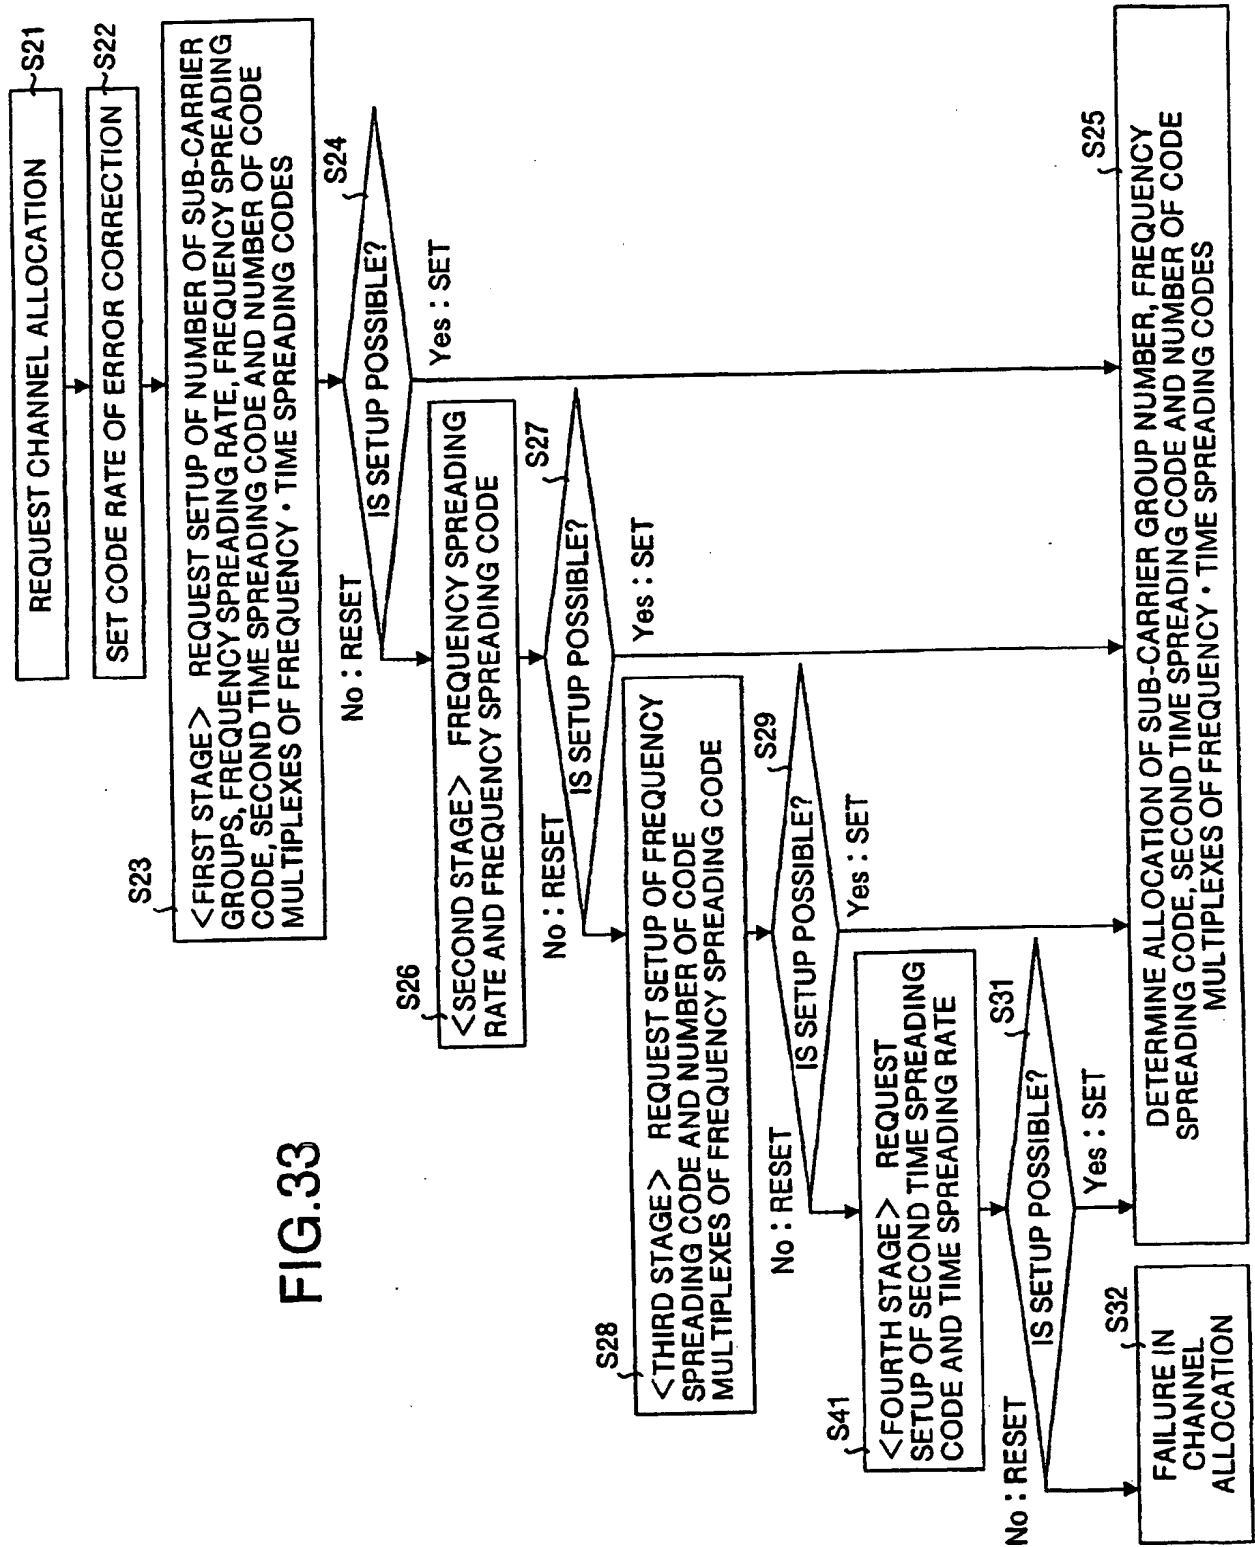 FIG.33
REQUEST CHANNEL ALLOCATION
S21
SET CODE RATE OF ERROR CORRECTION
S22
S23
<FIRST STAGE> REQUEST SETUP OF NUMBER OF SUB-CARRIER
GROUPS, FREQUENCY SPREADING RATE, FREQUENCY SPREADING
CODE, SECOND TIME SPREADING CODE AND NUMBER OF CODE
MULTIPLEXES OF FREQUENCY • TIME SPREADING CODES
S24
IS SETUP POSSIBLE?
No : RESET
Yes : SET
S26
<SECOND STAGE> FREQUENCY SPREADING
RATE AND FREQUENCY SPREADING CODE
S27
IS SETUP POSSIBLE?
No : RESET
Yes : SET
S28
<THIRD STAGE> REQUEST SETUP OF FREQUENCY
SPREADING CODE AND NUMBER OF CODE
MULTIPLEXES OF FREQUENCY SPREADING CODE
S29
IS SETUP POSSIBLE?
No : RESET
Yes : SET
S41
<FOURTH STAGE> REQUEST
SETUP OF SECOND TIME SPREADING
CODE AND TIME SPREADING RATE
S31
IS SETUP POSSIBLE?
No : RESET
Yes : SET
S32
FAILURE IN
CHANNEL
ALLOCATION
S25
DETERMINE ALLOCATION OF SUB-CARRIER GROUP NUMBER, FREQUENCY
SPREADING CODE, SECOND TIME SPREADING CODE AND NUMBER OF CODE
MULTIPLEXES OF FREQUENCY • TIME SPREADING CODES